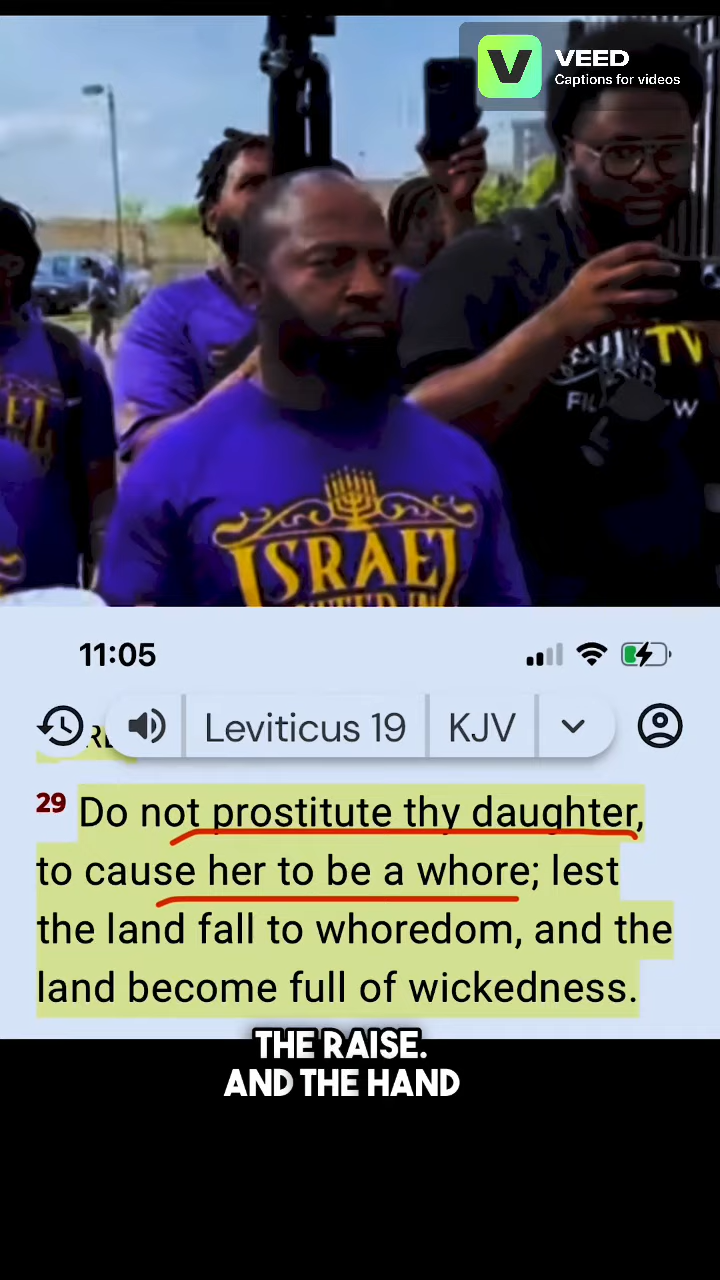 VEED
Captions for videos
TV
ISRAEL
11:05
Leviticus 19
KJV
29 Do not prostitute thy daughter,
to cause her to be a whore; lest
the land fall to whoredom, and the
land become full of wickedness.
THE RAISE.
AND THE HAND